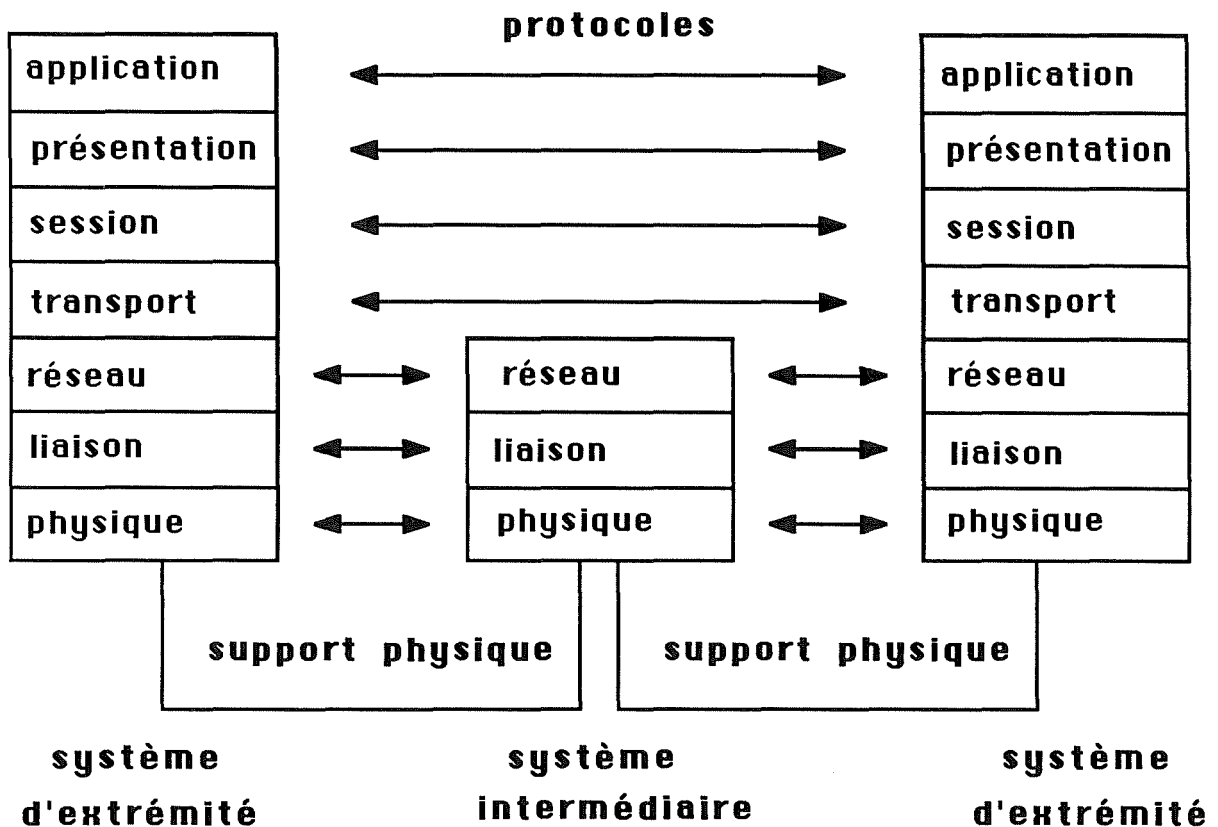 protocoles
application
application
présentation
présentation
session
session
transport
transport
réseau
réseau
réseau
liaison
liaison
liaison
physique
physique
physique
support physique
support physique
système
d'extrémité
système
intermédiaire
système
d'extrémité